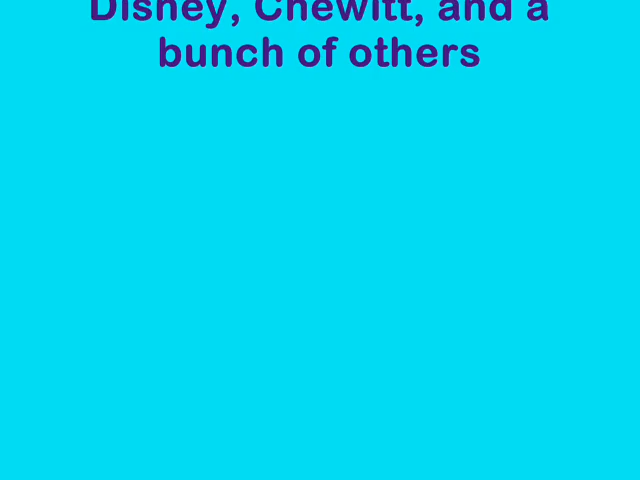 Disney, Chewitt, and a
bunch of others